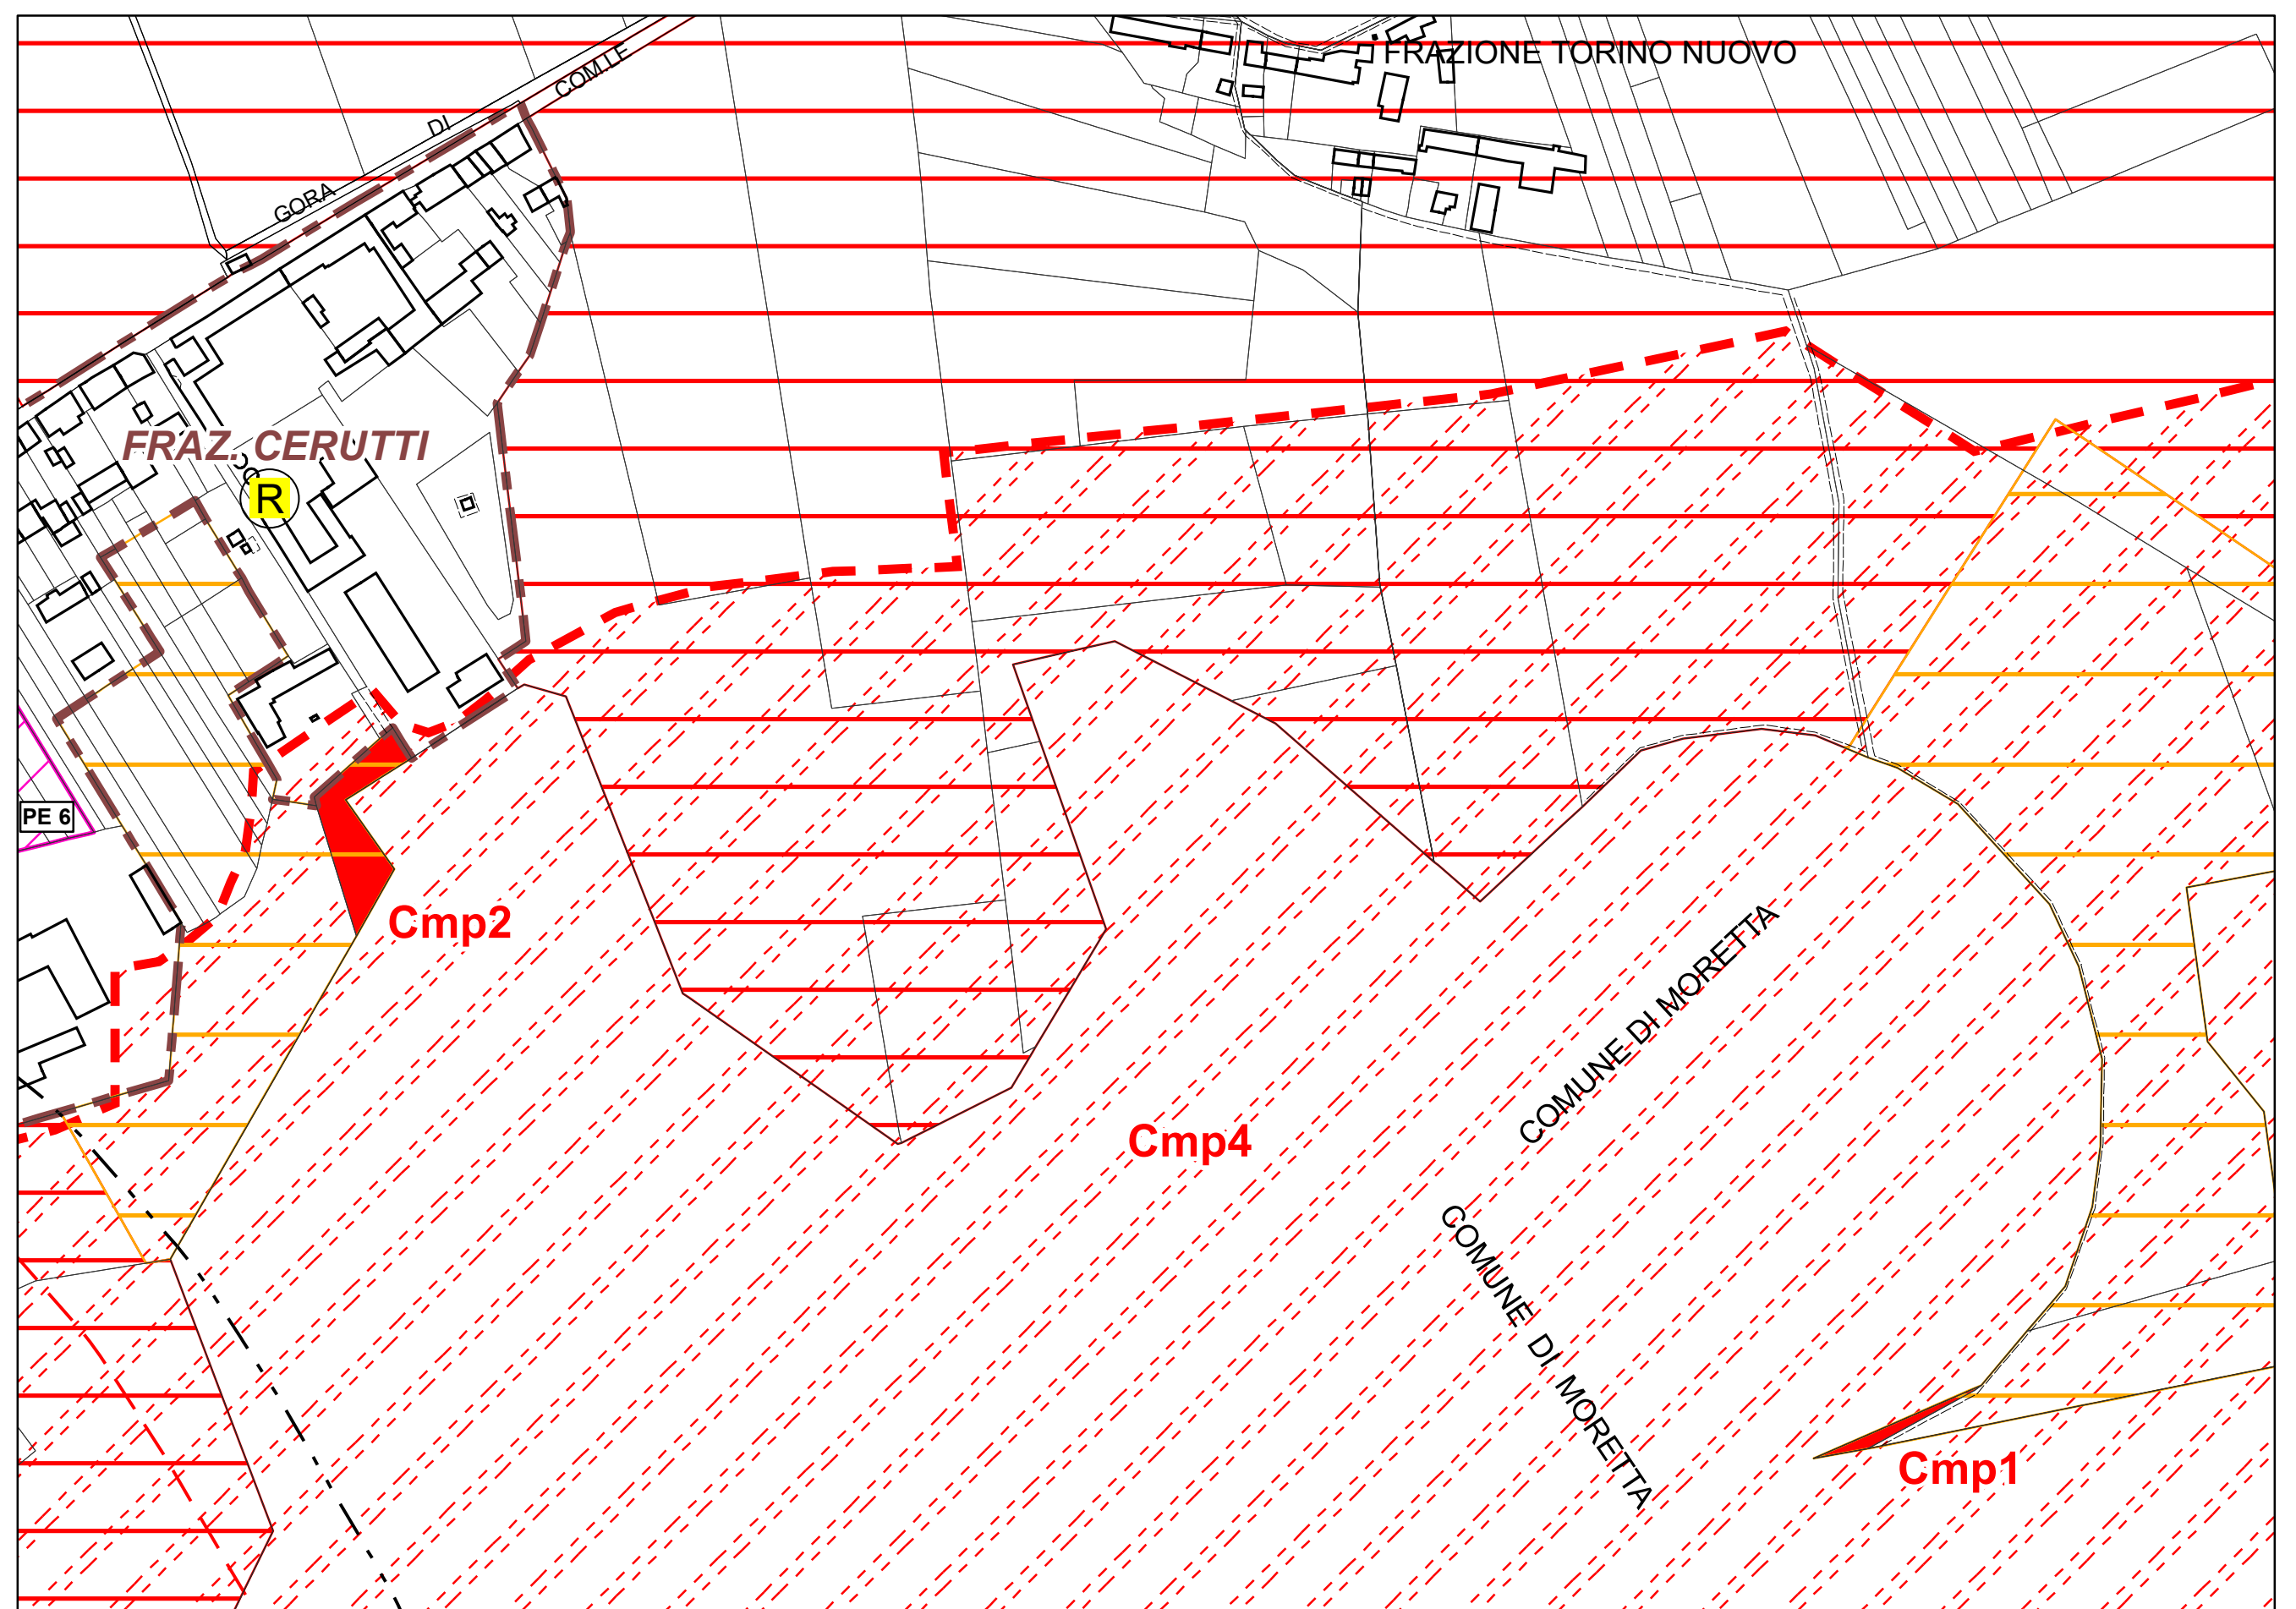 FRAZIONE TORINO NUOVO
GORA DI COM.LE
FRAZ. CERUTTI
R
PE 6
Cmp2
Cmp4
COMUNE DI MORETTA
COMUNE DI MORETTA
Cmp1